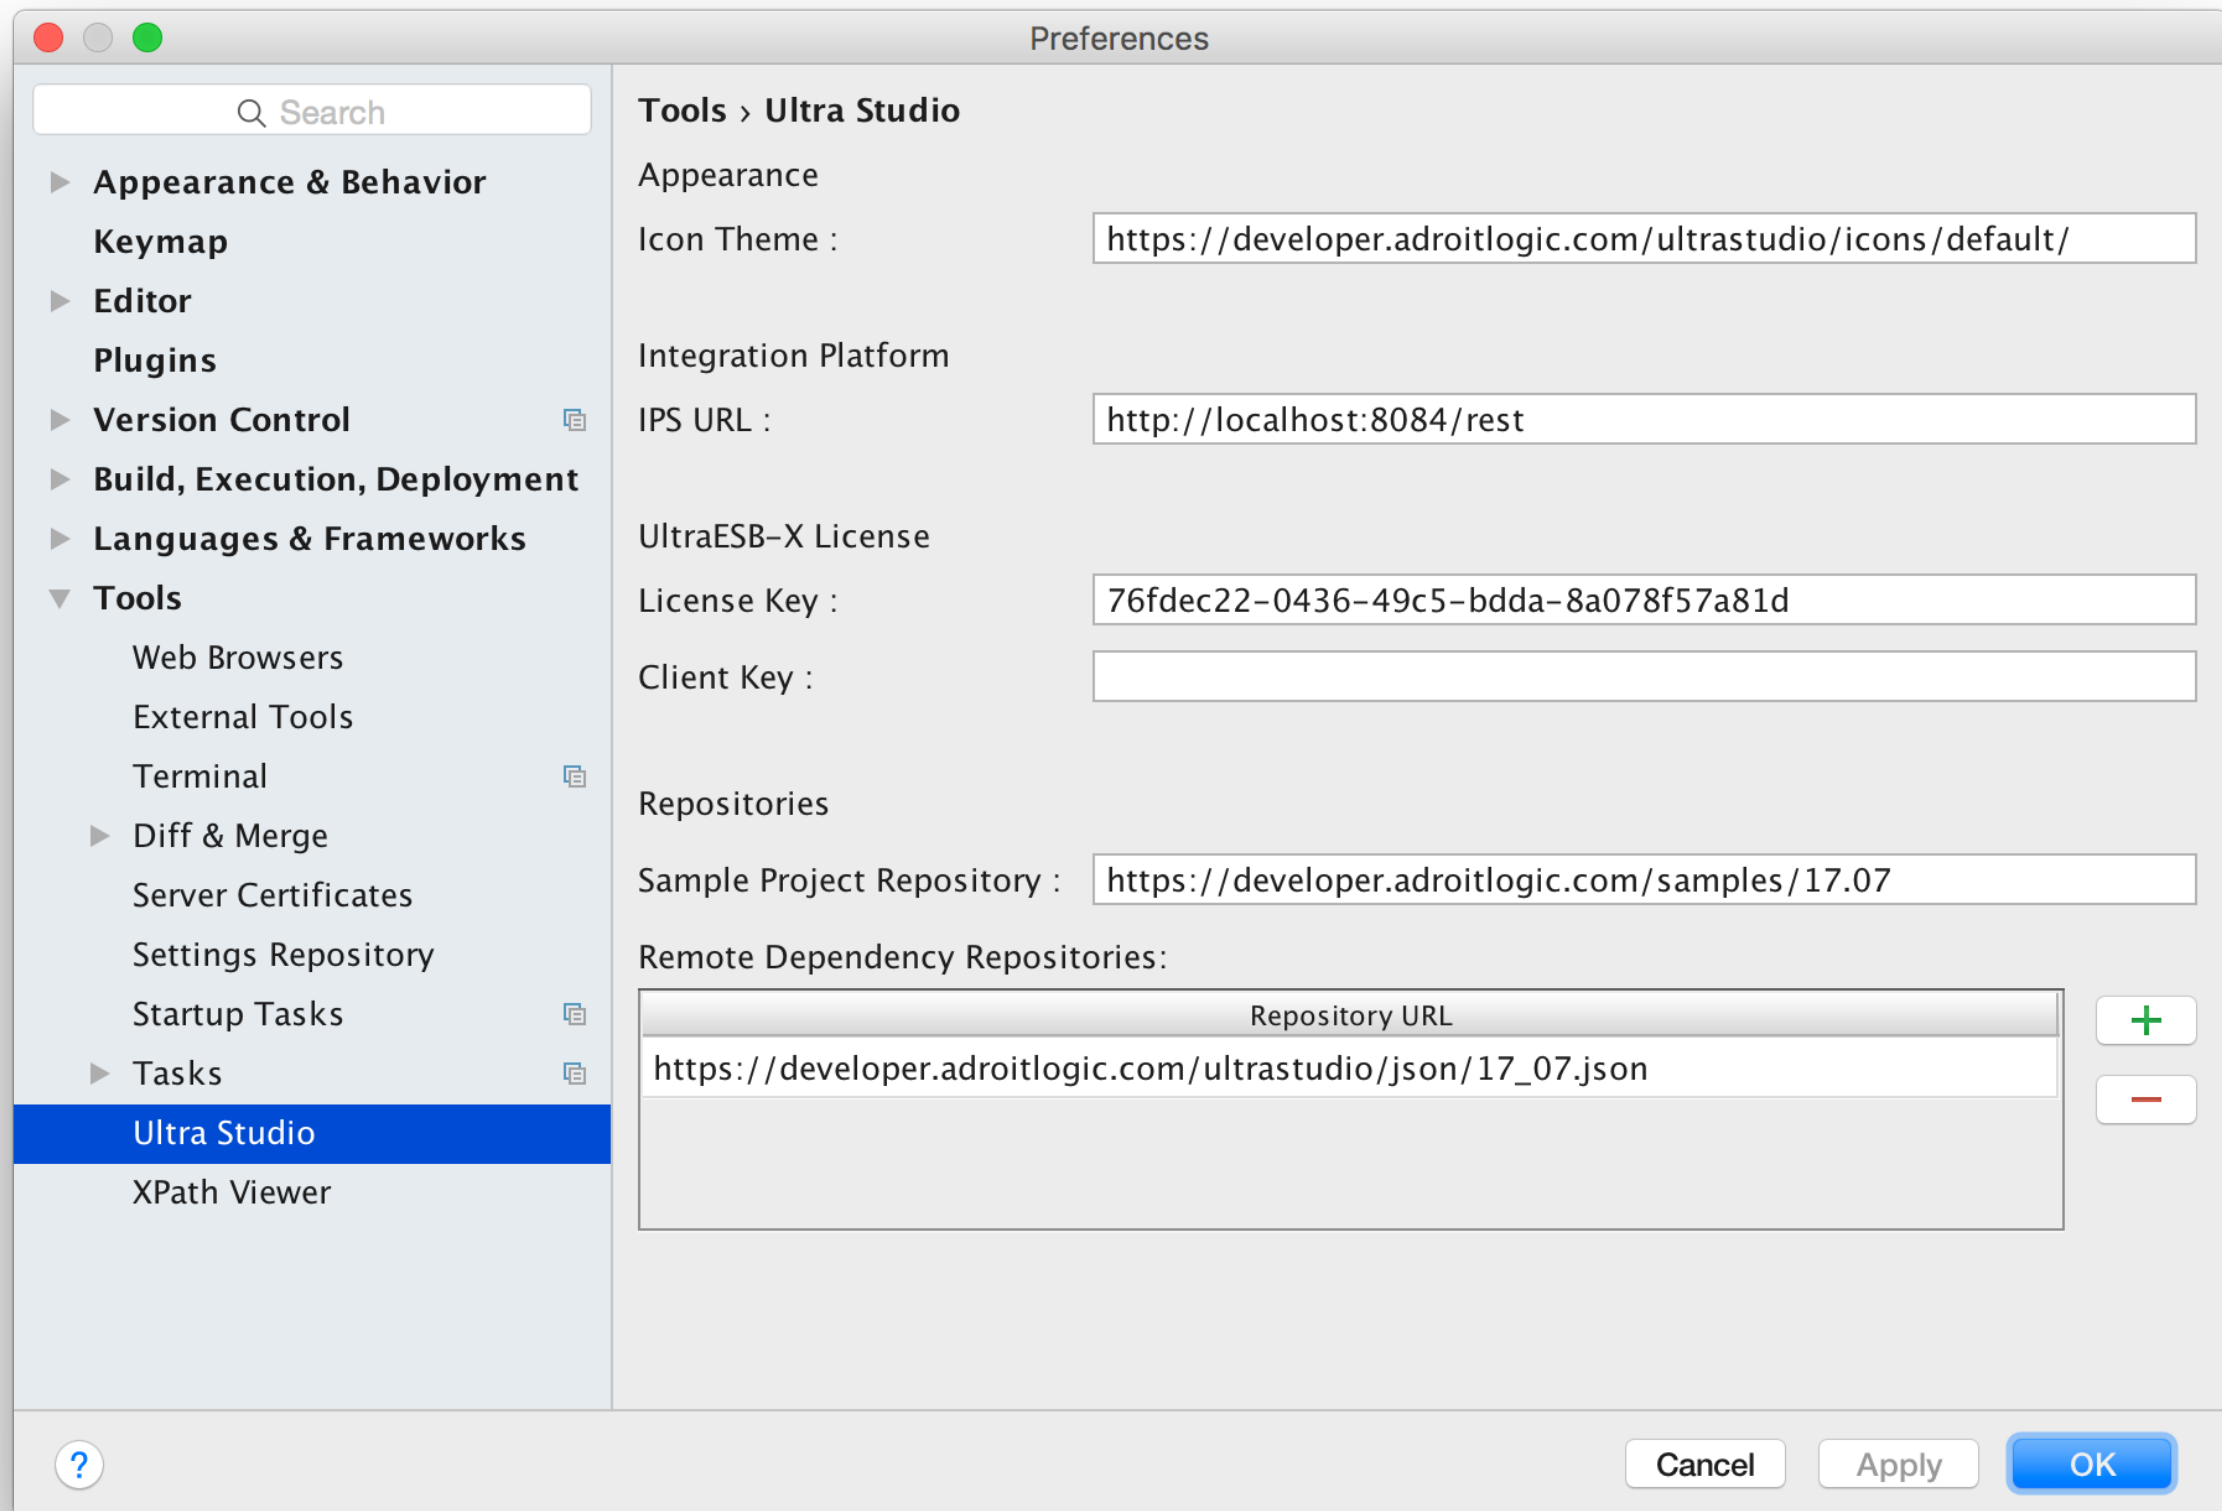 Preferences
Search
Appearance & Behavior
Keymap
Editor
Plugins
Version Control
Build, Execution, Deployment
Languages & Frameworks
Tools
Web Browsers
External Tools
Terminal
Diff & Merge
Server Certificates
Settings Repository
Startup Tasks
Tasks
Ultra Studio
XPath Viewer
Tools › Ultra Studio
Appearance
Icon Theme : https://developer.adroitlogic.com/ultrastudio/icons/default/
Integration Platform
IPS URL : http://localhost:8084/rest
UltraESB-X License
License Key : 76fdec22-0436-49c5-bdda-8a078f57a81d
Client Key :
Repositories
Sample Project Repository : https://developer.adroitlogic.com/samples/17.07
Remote Dependency Repositories:
Repository URL
https://developer.adroitlogic.com/ultrastudio/json/17_07.json
+
−
?
Cancel Apply OK